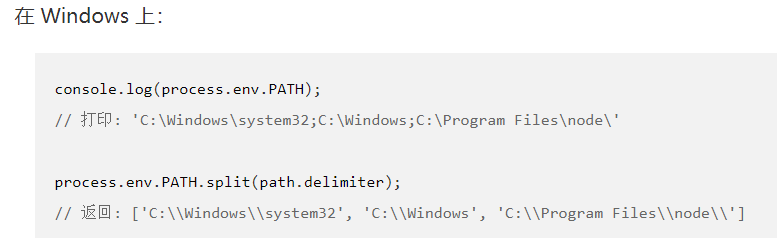 在 Windows 上：
console.log(process.env.PATH);
// 打印: 'C:\Windows\system32;C:\Windows;C:\Program Files\node\'
process.env.PATH.split(path.delimiter);
// 返回: ['C:\\Windows\\system32', 'C:\\Windows', 'C:\\Program Files\\node\\']